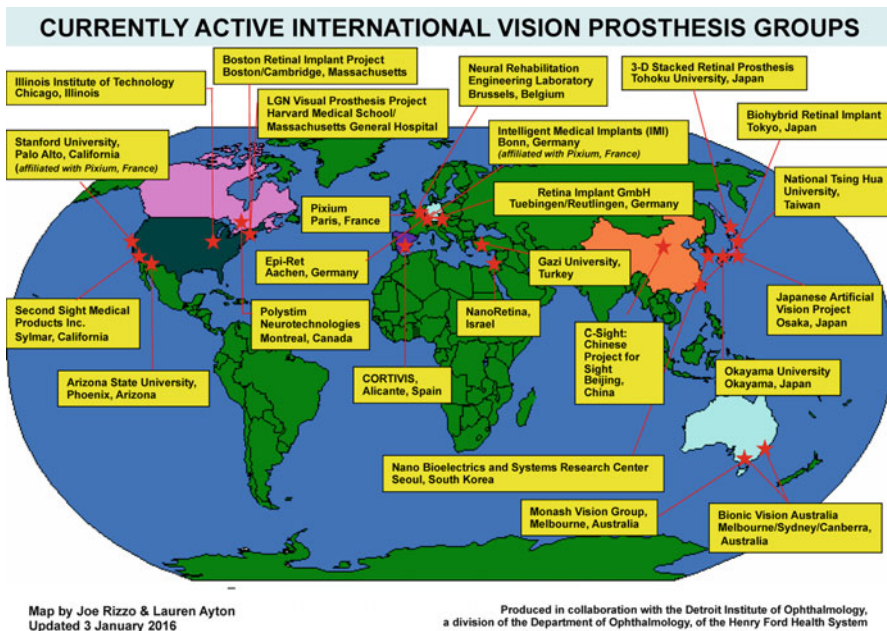 CURRENTLY ACTIVE INTERNATIONAL VISION PROSTHESIS GROUPS
Boston Retinal Implant Project
Boston/Cambridge, Massachusetts
Neural Rehabilitation
Engineering Laboratory
Brussels, Belgium
3-D Stacked Retinal Prosthesis
Tohoku University, Japan
Illinois Institute of Technology
Chicago, Illinois
LGN Visual Prosthesis Project
Harvard Medical School/
Massachusetts General Hospital
Intelligent Medical Implants (IMI)
Bonn, Germany
(affiliated with Pixium, France)
Biohybrid Retinal Implant
Tokyo, Japan
Stanford University,
Palo Alto, California
(affiliated with Pixium, France)
Pixium
Paris, France
Retina Implant GmbH
Tuebingen/Reutlingen, Germany
National Tsing Hua
University,
Taiwan
Epi-Ret
Aachen, Germany
Gazi University,
Turkey
Second Sight Medical
Products Inc.
Sylmar, California
Polystim
Neurotechnologies
Montreal, Canada
NanoRetina,
Israel
C-Sight:
Chinese
Project for
Sight
Beijing,
China
Japanese Artificial
Vision Project
Osaka, Japan
Arizona State University,
Phoenix, Arizona
CORTIVIS,
Alicante, Spain
Okayama University
Okayama, Japan
Nano Bioelectrics and Systems Research Center
Seoul, South Korea
Monash Vision Group,
Melbourne, Australia
Bionic Vision Australia
Melbourne/Sydney/Canberra,
Australia
Map by Joe Rizzo & Lauren Ayton
Updated 3 January 2016
Produced in collaboration with the Detroit Institute of Ophthalmology,
a division of the Department of Ophthalmology, of the Henry Ford Health System